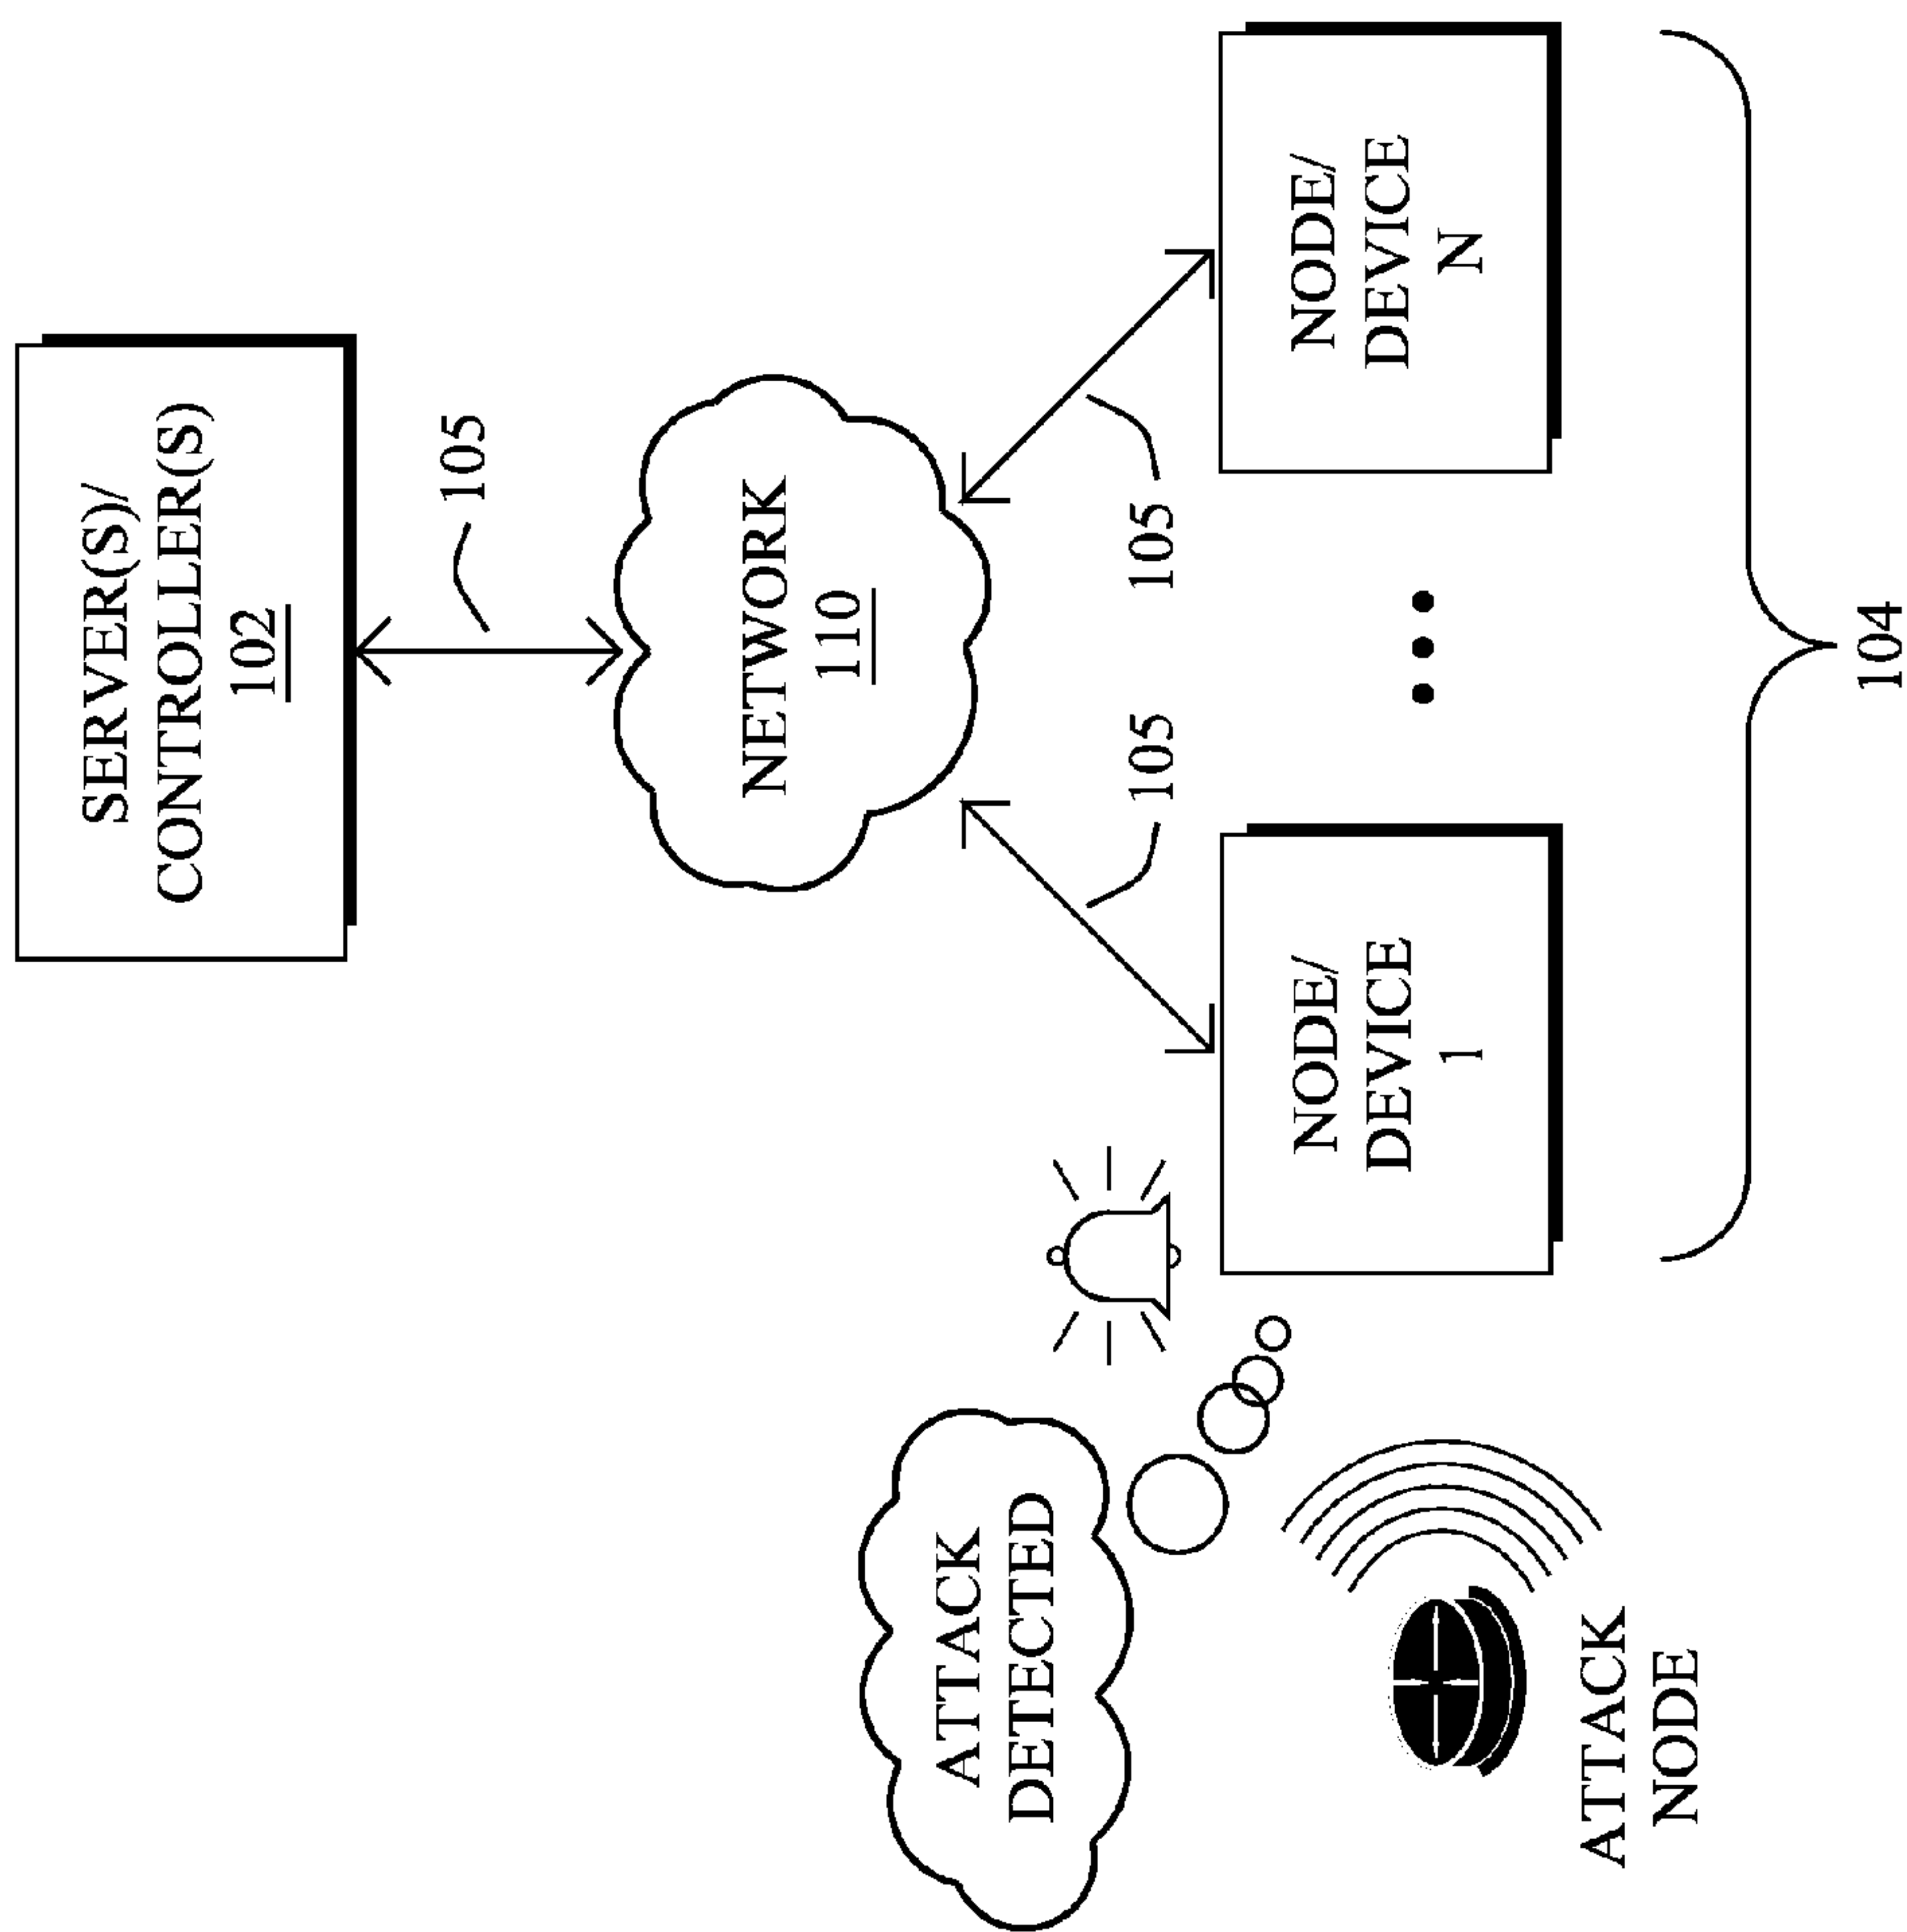 SERVER(S)/
CONTROLLER(S)
102
105
NETWORK
110
105
105
ATTACK
DETECTED
NODE/
DEVICE
1
NODE/
DEVICE
N
ATTACK
NODE
104